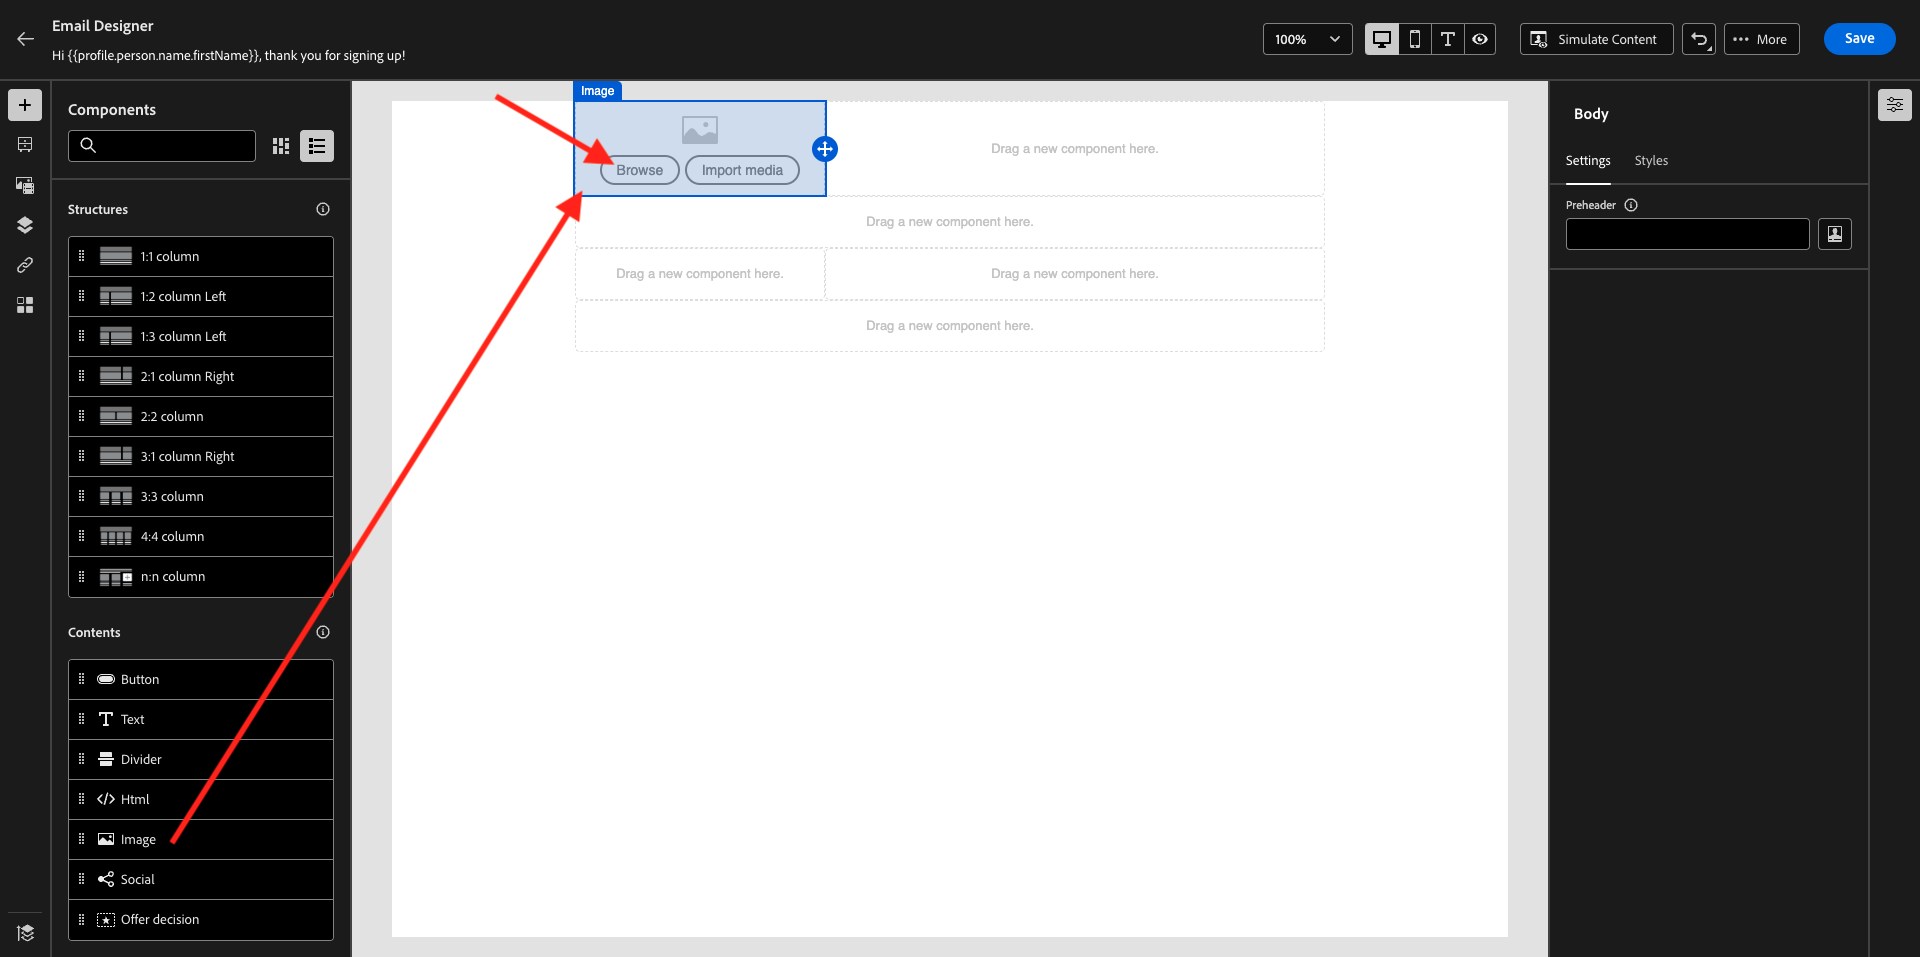 Email Designer
Hi {{profile.person.name.firstName}}, thank you for signing up!
100%
Simulate Content
More
Save
Components
Structures
1:1 column
1:2 column Left
1:3 column Left
2:1 column Right
2:2 column
3:1 column Right
3:3 column
4:4 column
n:n column
Contents
Button
Text
Divider
Html
Image
Social
Offer decision
Image
Browse
Import media
Drag a new component here.
Drag a new component here.
Drag a new component here.
Drag a new component here.
Drag a new component here.
Body
Settings
Styles
Preheader